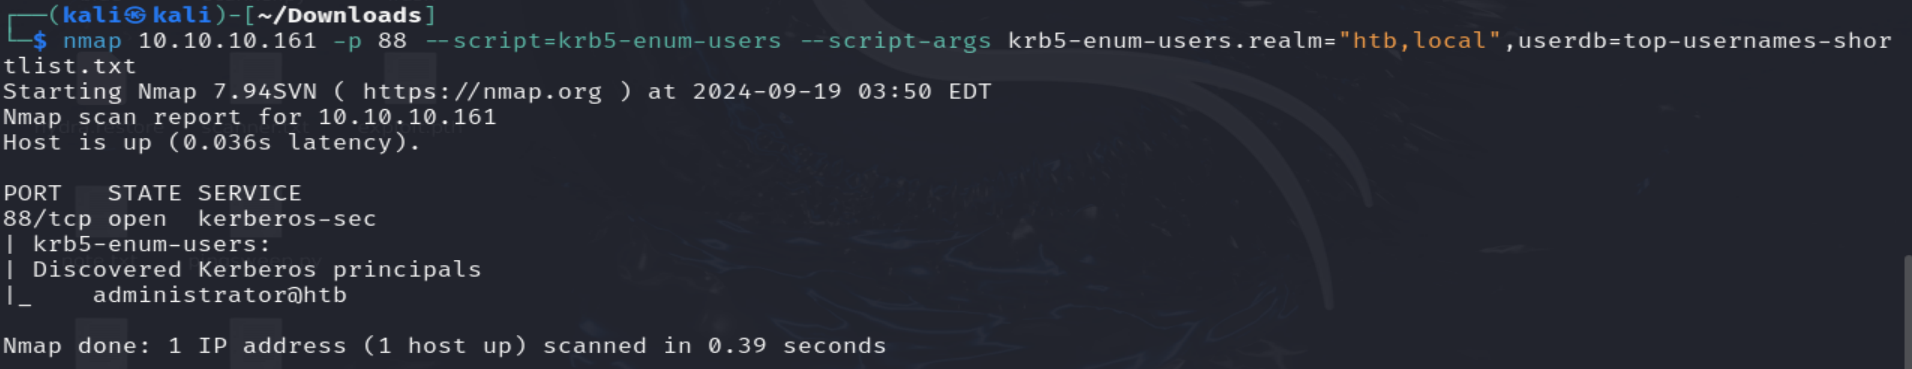 ┌──(kali㉿kali)-[~/Downloads]
└─$ nmap 10.10.10.161 -p 88 --script=krb5-enum-users --script-args krb5-enum-users.realm="htb,local",userdb=top-usernames-shor
tlist.txt
Starting Nmap 7.94SVN ( https://nmap.org ) at 2024-09-19 03:50 EDT
Nmap scan report for 10.10.10.161
Host is up (0.036s latency).
PORT   STATE SERVICE
88/tcp open  kerberos-sec
| krb5-enum-users:
| Discovered Kerberos principals
|_    administrator@htb
Nmap done: 1 IP address (1 host up) scanned in 0.39 seconds